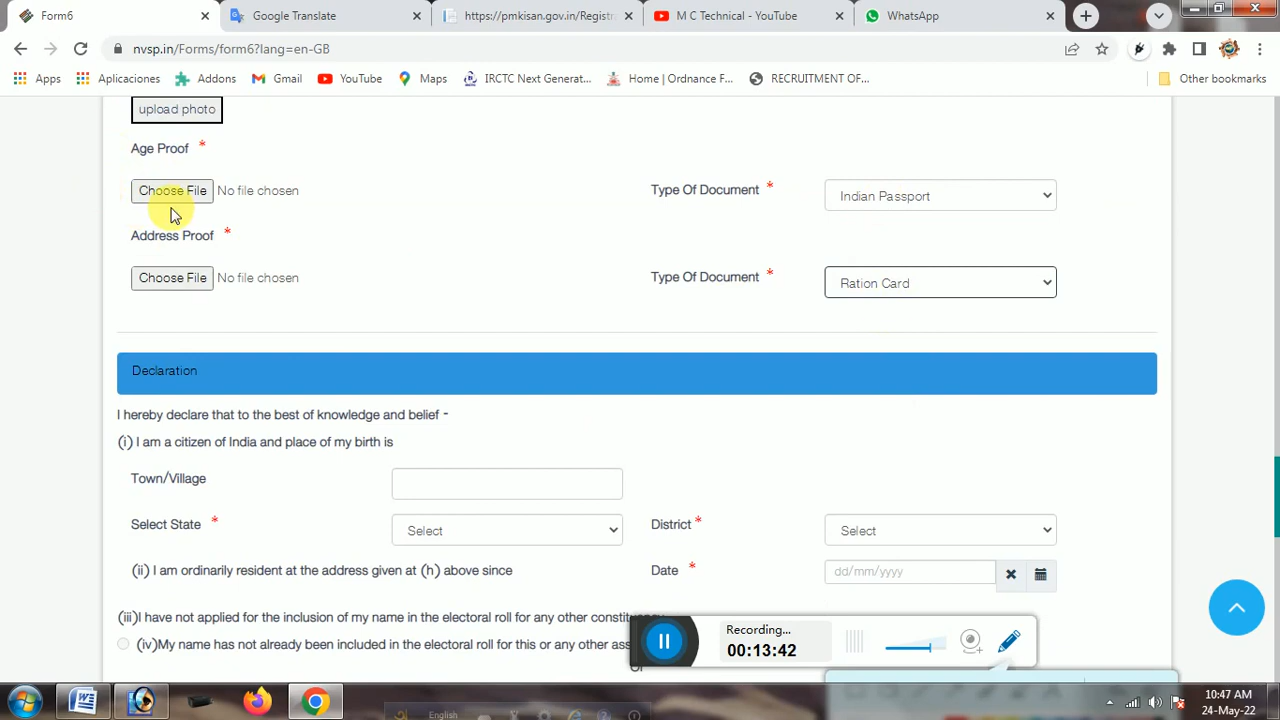 Form6
Google Translate
https://pmkisan.gov.in/Registr
M C Technical - YouTube
WhatsApp
nvsp.in/Forms/form6?lang=en-GB
Apps
Aplicaciones
Addons
Gmail
YouTube
Maps
IRCTC Next Generat...
Home | Ordnance F...
RECRUITMENT OF...
Other bookmarks
upload photo
Age Proof *
Choose File No file chosen
Type Of Document *
Indian Passport
Address Proof *
Choose File No file chosen
Type Of Document *
Ration Card
Declaration
I hereby declare that to the best of knowledge and belief -
(i) I am a citizen of India and place of my birth is
Town/Village
Select State *
Select
District *
Select
(ii) I am ordinarily resident at the address given at (h) above since
Date *
dd/mm/yyyy
(iii)I have not applied for the inclusion of my name in the electoral roll for any other constituency
(iv)My name has not already been included in the electoral roll for this or any other ass
Or
Recording...
00:13:42
English
10:47 AM
24-May-22